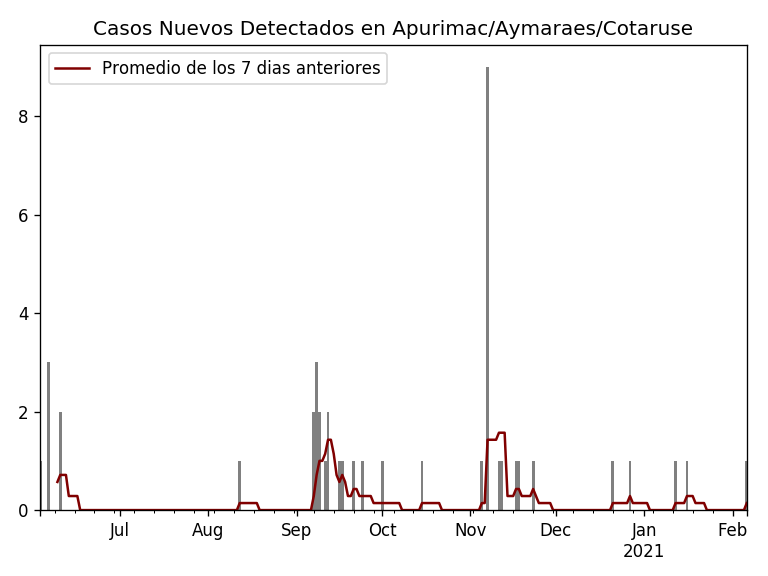 Casos Nuevos Detectados en Apurimac/Aymaraes/Cotaruse
Promedio de los 7 dias anteriores
8
6
4
2
0
Jul Aug Sep Oct Nov Dec Jan Feb
2021